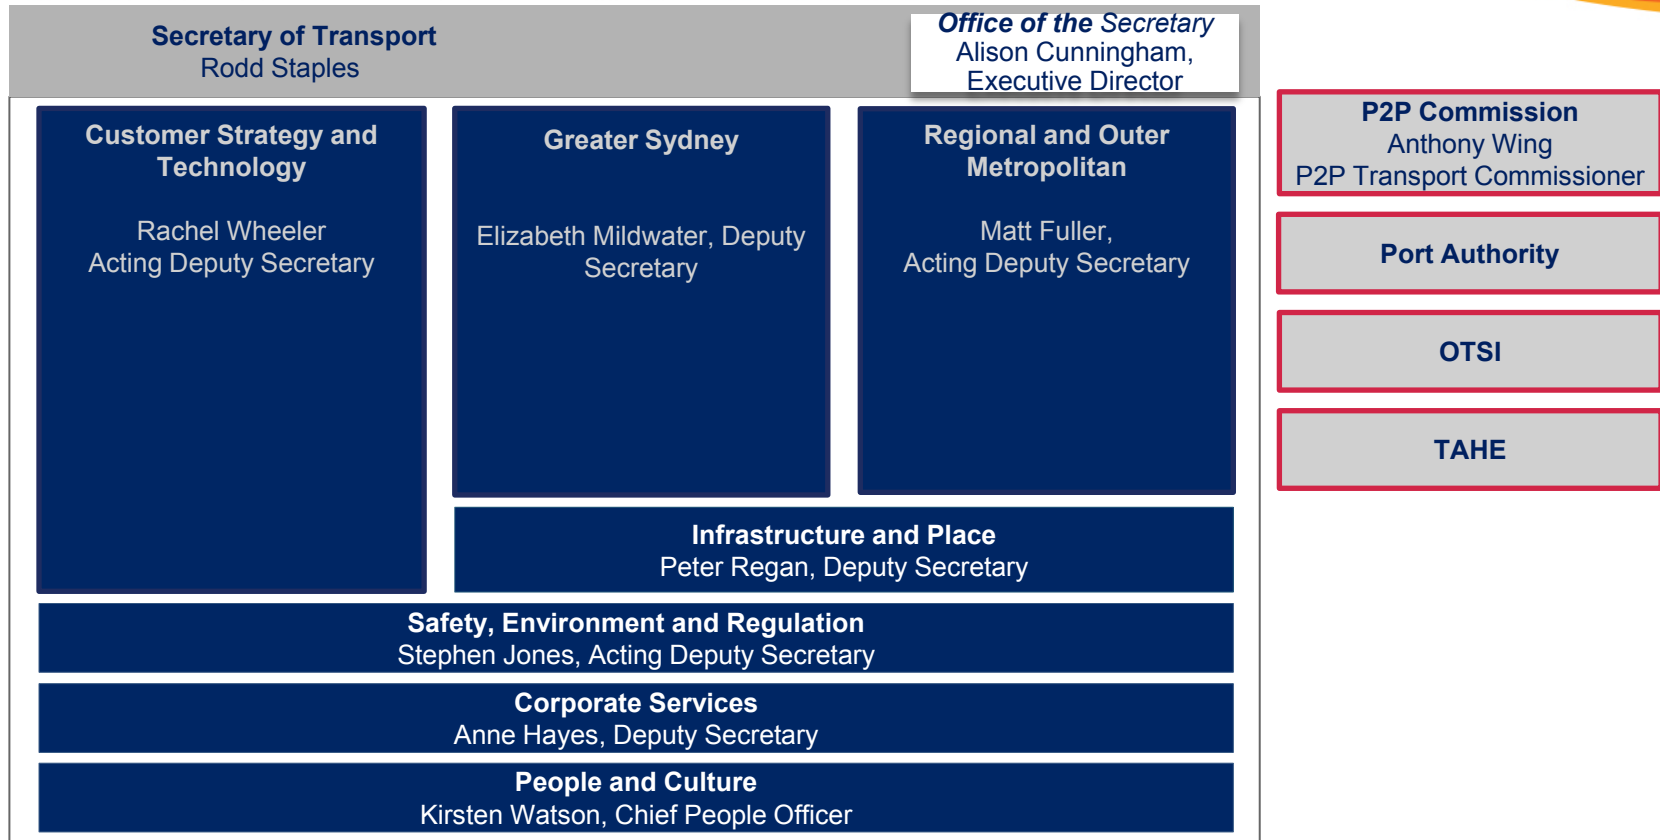 Secretary of Transport
Rodd Staples
Office of the Secretary
Alison Cunningham,
Executive Director
Customer Strategy and
Technology
Rachel Wheeler
Acting Deputy Secretary
Greater Sydney
Elizabeth Mildwater, Deputy
Secretary
Regional and Outer
Metropolitan
Matt Fuller,
Acting Deputy Secretary
Infrastructure and Place
Peter Regan, Deputy Secretary
Safety, Environment and Regulation
Stephen Jones, Acting Deputy Secretary
Corporate Services
Anne Hayes, Deputy Secretary
People and Culture
Kirsten Watson, Chief People Officer
P2P Commission
Anthony Wing
P2P Transport Commissioner
Port Authority
OTSI
TAHE